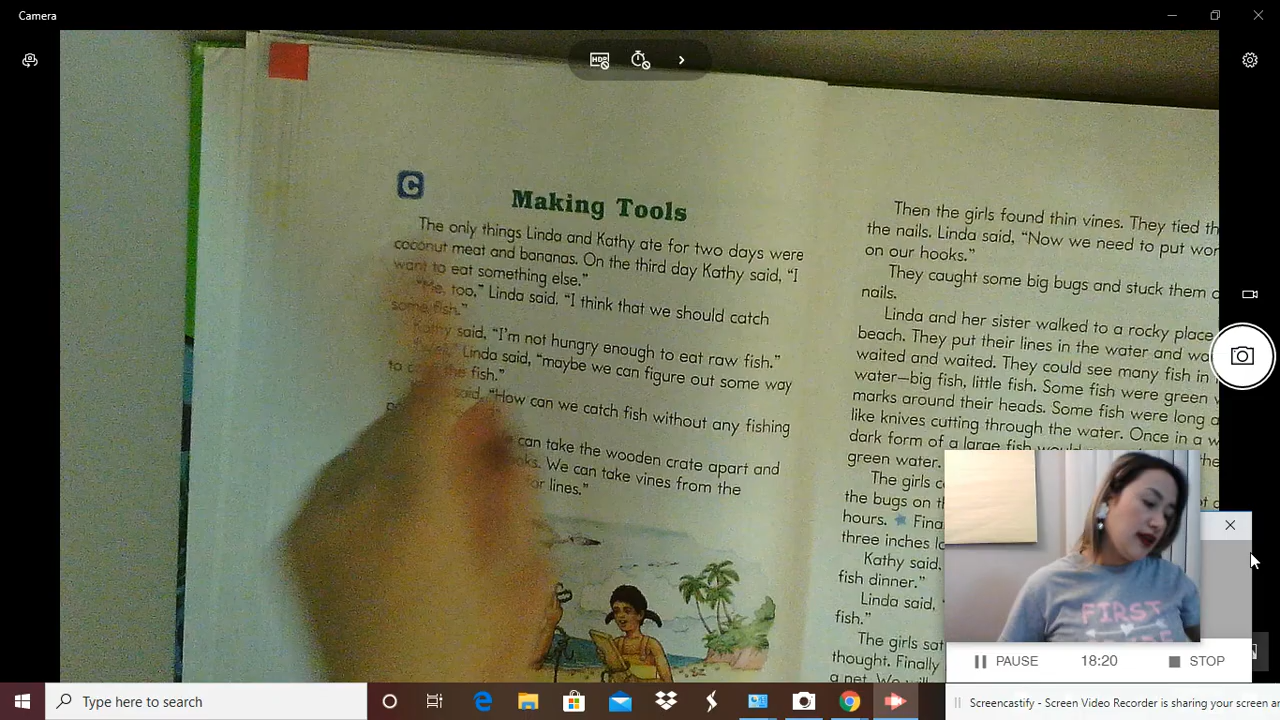 Camera
C
Making Tools
The only things Linda and Kathy ate for two days were
coconut meat and bananas. On the third day Kathy said, "I
want to eat something else."
"Me, too," Linda said. "I think that we should catch
some fish."
Kathy said, "I'm not hungry enough to eat raw fish."
Linda said, "maybe we can figure out some way
to the fish."
said, "How can we catch fish without any fishing
can take the wooden crate apart and
We can take vines from the
or lines."
Then the girls found thin vines. They tied
the nails. Linda said, "Now we need to put
on our hooks."
They caught some big bugs and stuck them
nails.
Linda and her sister walked to a rocky place
beach. They put their lines in the water and
waited and waited. They could see many fish in
water—big fish, little fish. Some fish were green
marks around their heads. Some fish were long
like knives cutting through the water. Once in a
dark form of a large fish would
green water.
The girls
the bugs on
hours.
three inches
Kathy said,
fish dinner."
Linda said,
fish."
The girls sat
thought. Finally
a net. We will
FIRST
PAUSE 18:20 STOP
Type here to search
Screencastify - Screen Video Recorder is sharing your screen